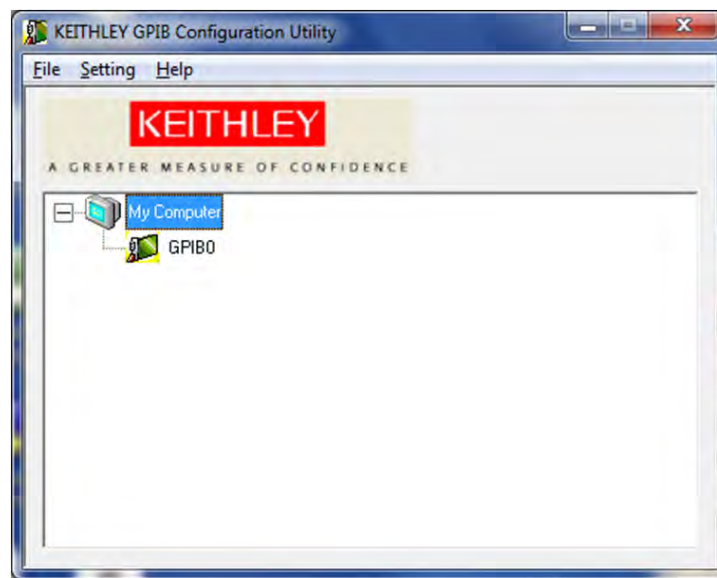 KEITHLEY GPIB Configuration Utility
File Setting Help
KEITHLEY
A GREATER MEASURE OF CONFIDENCE
My Computer
GPIB0